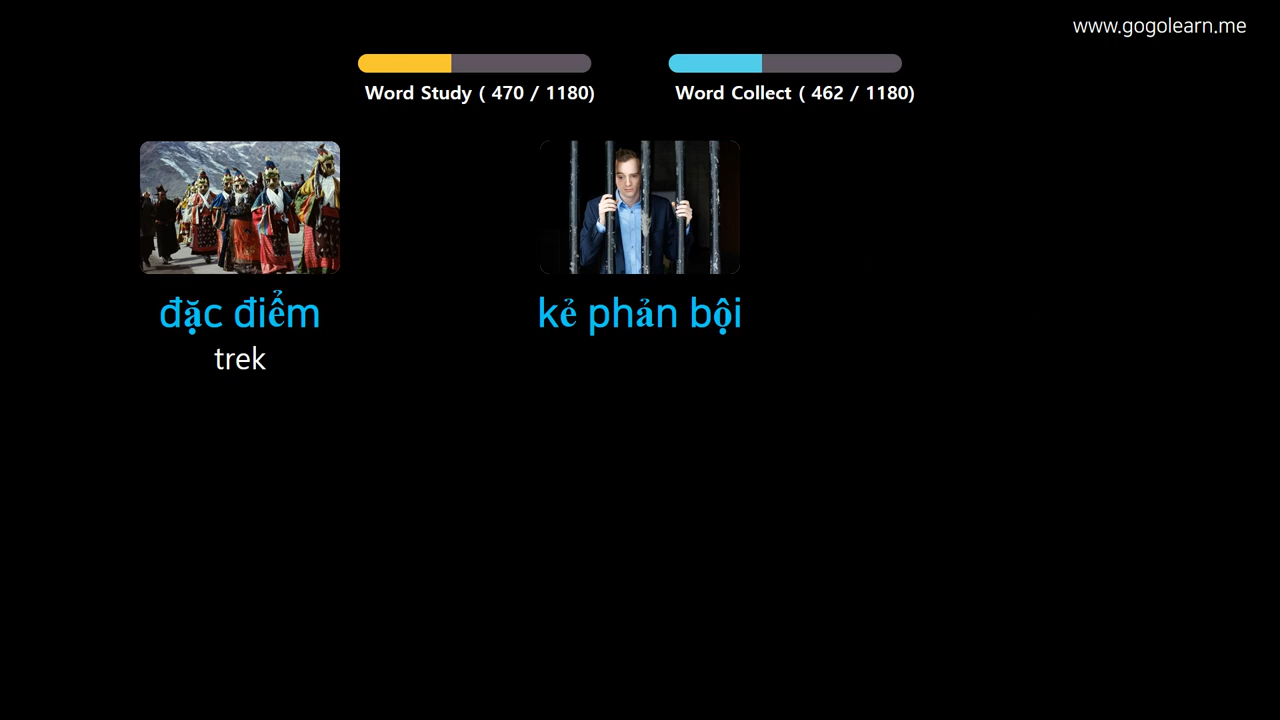 www.gogolearn.me
Word Study ( 470 / 1180)
Word Collect ( 462 / 1180)
đặc điểm
kẻ phản bội
trek